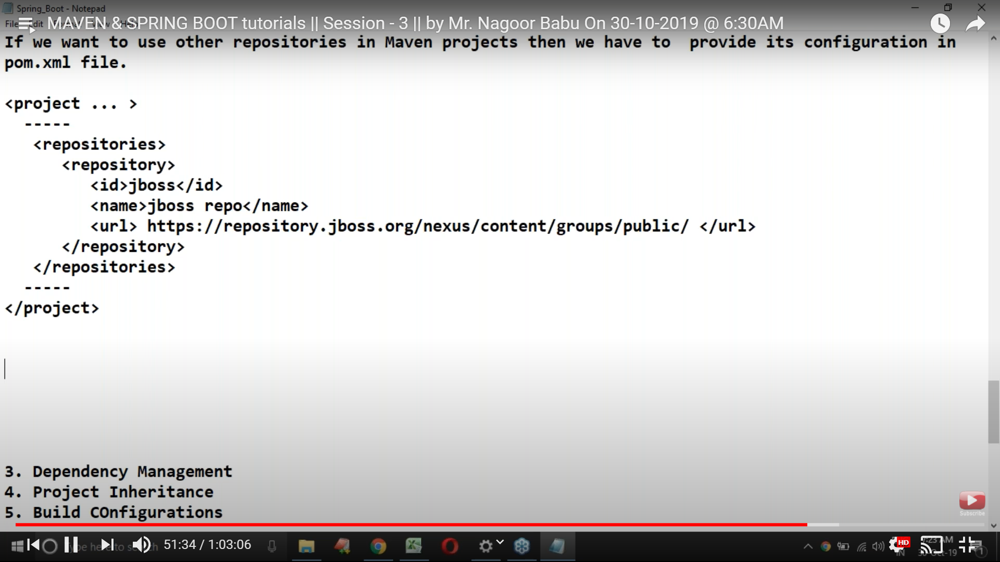 Spring_Boot - Notepad
MAVEN & SPRING BOOT tutorials || Session - 3 || by Mr. Nagoor Babu On 30-10-2019 @ 6:30AM
If we want to use other repositories in Maven projects then we have to  provide its configuration in
pom.xml file.
<project ... >
-----
<repositories>
<repository>
<id>jboss</id>
<name>jboss repo</name>
<url> https://repository.jboss.org/nexus/content/groups/public/ </url>
</repository>
</repositories>
-----
</project>
3. Dependency Management
4. Project Inheritance
5. Build COnfigurations
Subscribe
51:34 / 1:03:06
HD